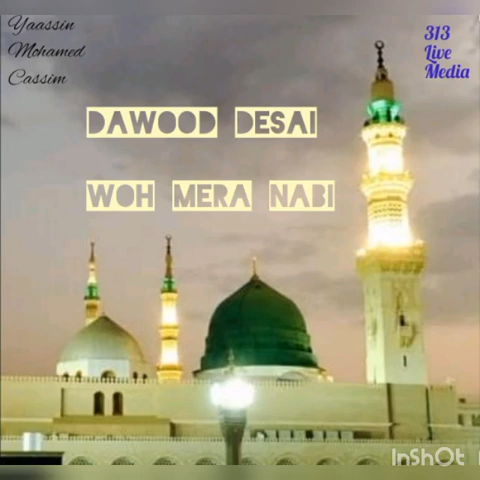 Yaassin
Mohamed
Cassim
313
Live
Media
DAWOOD DESAI
WOH MERA NABI
InShOt